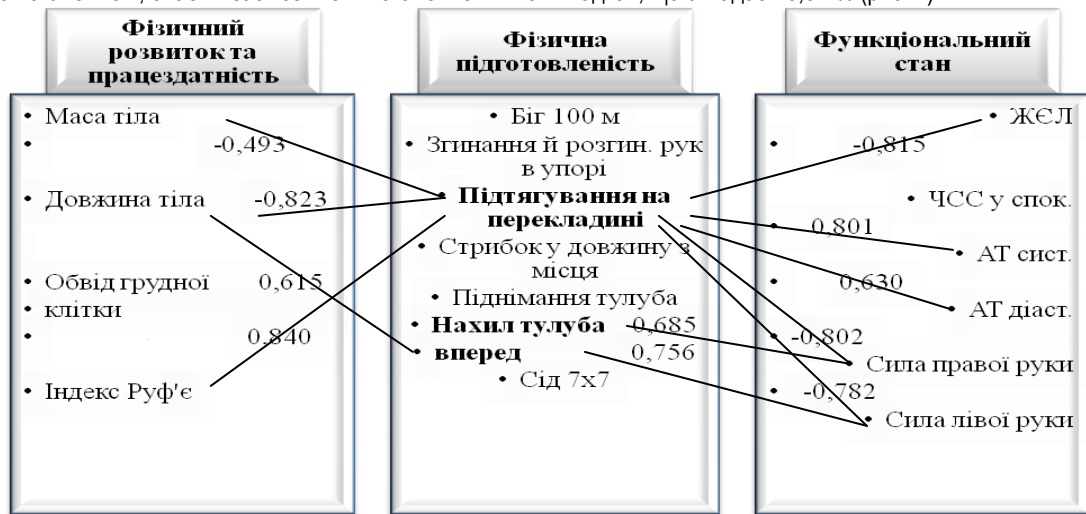 Фізичний
розвиток та
працездатність
• Маса тіла
• -0,493
• Довжина тіла -0,823
• Обвід грудної 0,615
• клітки
• 0,840
• Індекс Руф'є
Фізична
підготовленість
• Біг 100 м
• Згинання й розгин. рук
в упорі
• Підтягування на
перекладині
• Стрибок у довжину з
місця
• Піднімання тулуба
• Нахил тулуба 0,685
• вперед 0,756
• Сід 7х7
Функціональний
стан
• ЖЄЛ
• -0,815
• ЧСС у спок.
• 0,801
• АТ сист.
• 0,630
• АТ діаст.
• -0,802
• Сила правої руки
• -0,782
• Сила лівої руки